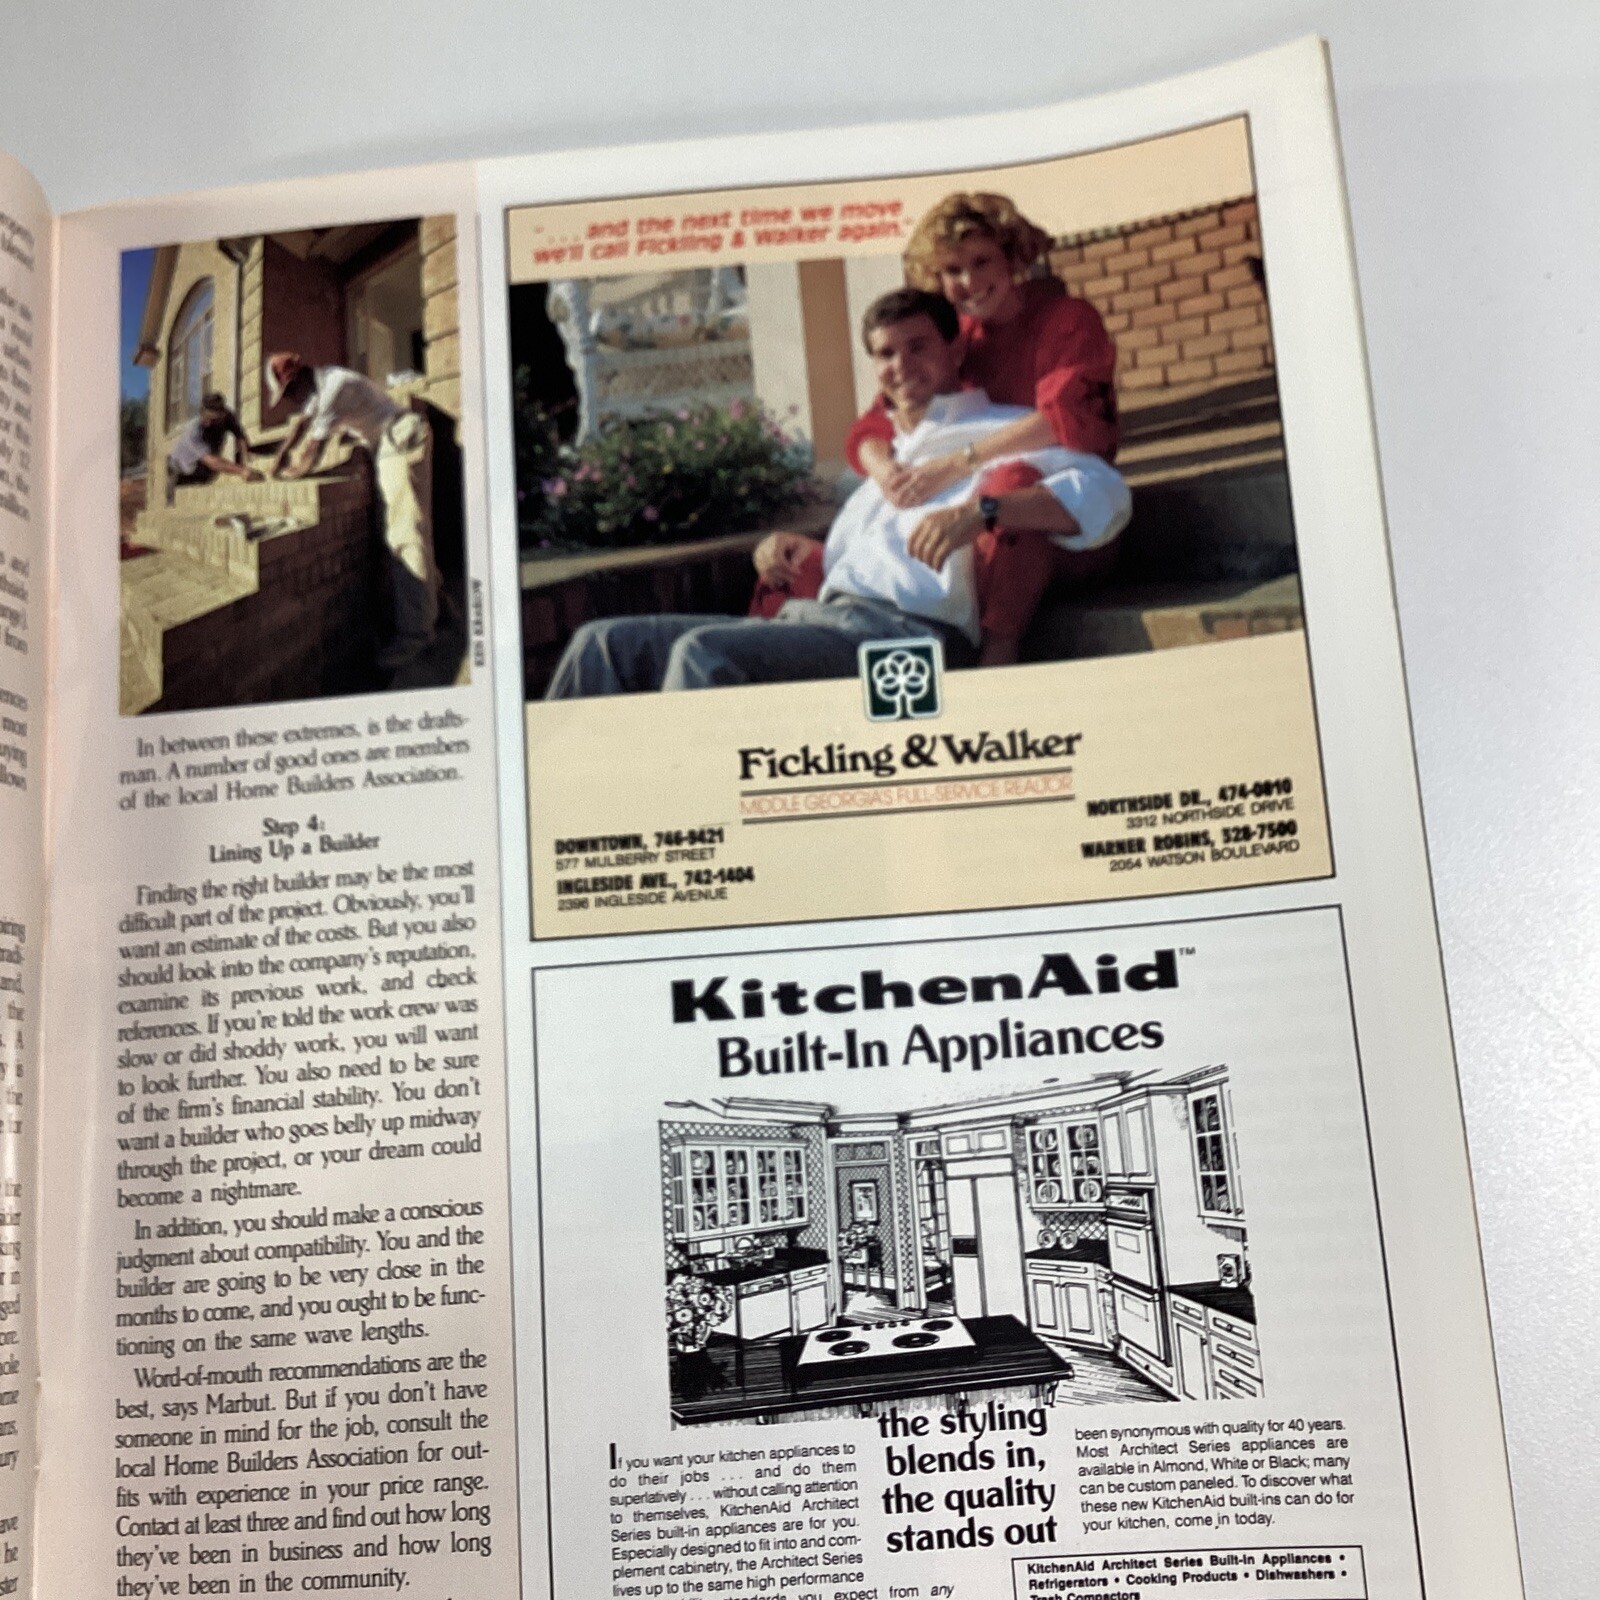 In between these extremes, is the drafts-
man. A number of good ones are members
of the local Home Builders Association.
Step 4:
Lining Up a Builder
Finding the right builder may be the most
difficult part of the project. Obviously, you'll
want an estimate of the costs. But you also
should look into the company's reputation,
examine its previous work, and check
references. If you're told the work crew was
slow or did shoddy work, you will want
to look further. You also need to be sure
of the firm's financial stability. You don't
want a builder who goes belly up midway
through the project, or your dream could
become a nightmare.
In addition, you should make a conscious
judgment about compatibility. You and the
builder are going to be very close in the
months to come, and you ought to be func-
tioning on the same wave lengths.
Word-of-mouth recommendations are the
best, says Marbut. But if you don't have
someone in mind for the job, consult the
local Home Builders Association for out-
fits with experience in your price range.
Contact at least three and find out how long
they've been in business and how long
they've been in the community.
"... and the next time we move
we'll call Fickling & Walker again."
Fickling & Walker
MIDDLE GEORGIA'S FULL-SERVICE REALTOR
DOWNTOWN, 746-9421
577 MULBERRY STREET
INGLESIDE AVE., 742-1404
2396 INGLESIDE AVENUE
NORTHSIDE DR., 474-0810
3312 NORTHSIDE DRIVE
WARNER ROBINS, 328-7500
2054 WATSON BOULEVARD
KitchenAid™
Built-In Appliances
If you want your kitchen appliances to
do their jobs ... and do them
superlatively ... without calling attention
to themselves, KitchenAid Architect
Series built-in appliances are for you.
Especially designed to fit into and com-
plement cabinetry, the Architect Series
lives up to the same high performance
standards you expect from any
the styling
blends in,
the quality
stands out
been synonymous with quality for 40 years.
Most Architect Series appliances are
available in Almond, White or Black; many
can be custom paneled. To discover what
these new KitchenAid built-ins can do for
your kitchen, come in today.
KitchenAid Architect Series Built-In Appliances •
Refrigerators • Cooking Products • Dishwashers •
Trash Compactors